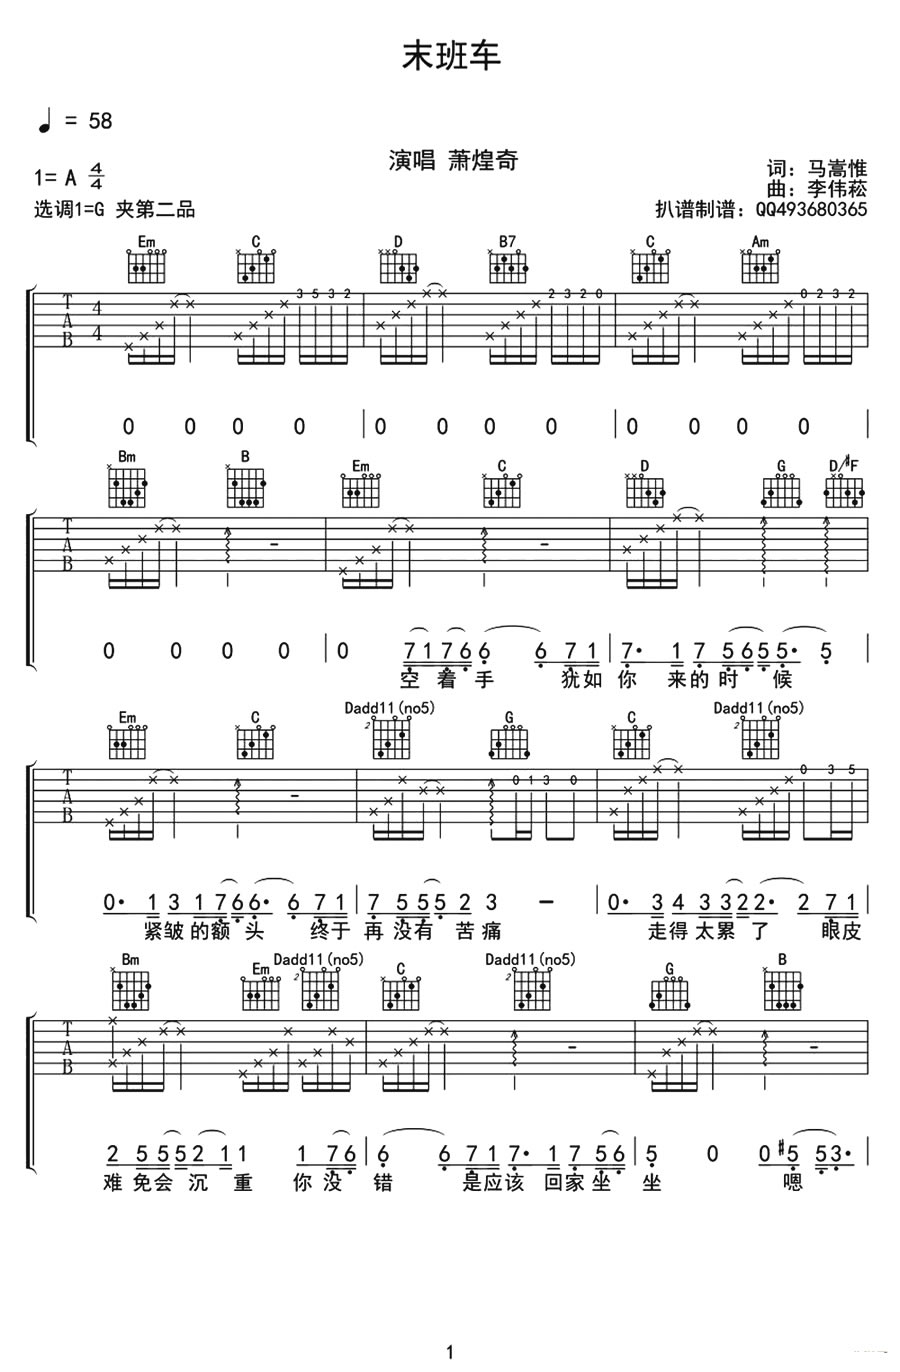 末班车
♩ = 58
演唱 萧煌奇
1= A 4/4
词: 马嵩惟
曲: 李伟菘
选调1=G 夹第二品
扒谱制谱: QQ493680365
Em C D B7 C Am
3 5 3 2 2 3 2 0 0 2 3 2
T A B 4 4
0 0 0 0 0 0 0 0 0 0 0 0
Bm B Em C D G D/#F
T A B
0 0 0 0 0 7 1 7 6 6 6 7 1 7· 1 7 5 6 5 5· 5
空 着 手 犹如 你 来的 时 候
Em C Dadd11(no5) G C Dadd11(no5)
T A B 0 1 3 0 0 3 5
0· 1 3 1 7 6 6· 6 7 1 7 5 5 5 2 3 - 0· 2 4 3 3 2 2· 2 7 1
紧皱的额 头 终于 再没有 苦痛 走得 太累 了 眼皮
Bm Em Dadd11(no5) C Dadd11(no5) G B
T A B
2 5 5 5 2 1 1 1 7 6 6 6 7 1 7· 1 7 5 6 5 0 0 #5 5 3·
难 免会 沉 重 你 没 错 是应该 回家坐 坐 嗯
1